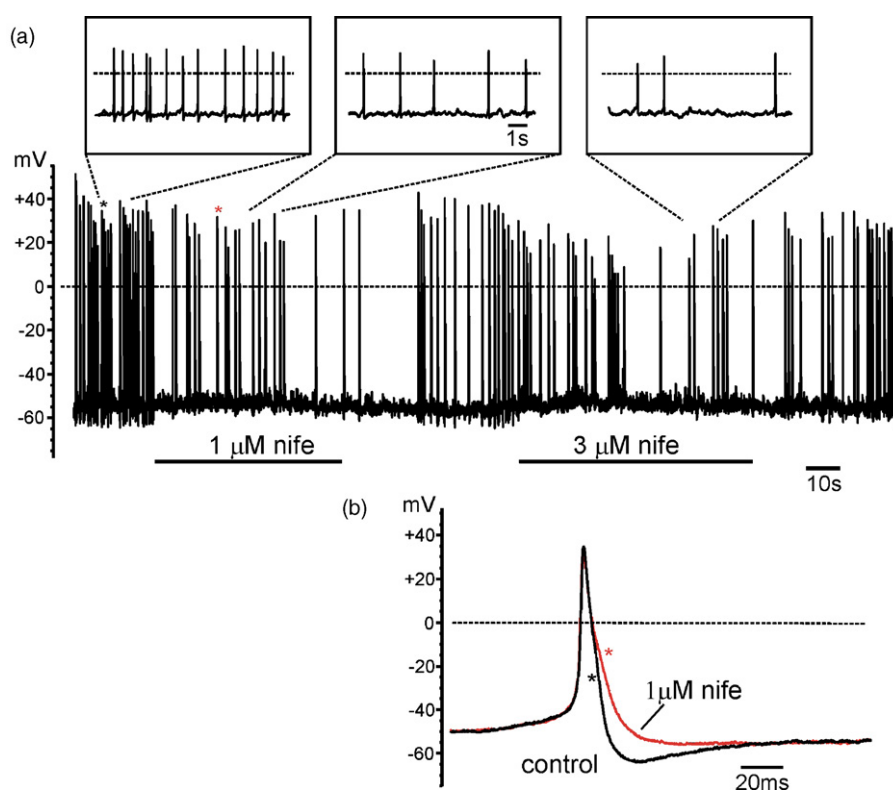 (a)
1s
mV
+40
+20
0
-20
-40
-60
*
*
1 μM nife
3 μM nife
10s
(b)
mV
+40
+20
0
-20
-40
-60
*
*
1μM nife
control
20ms